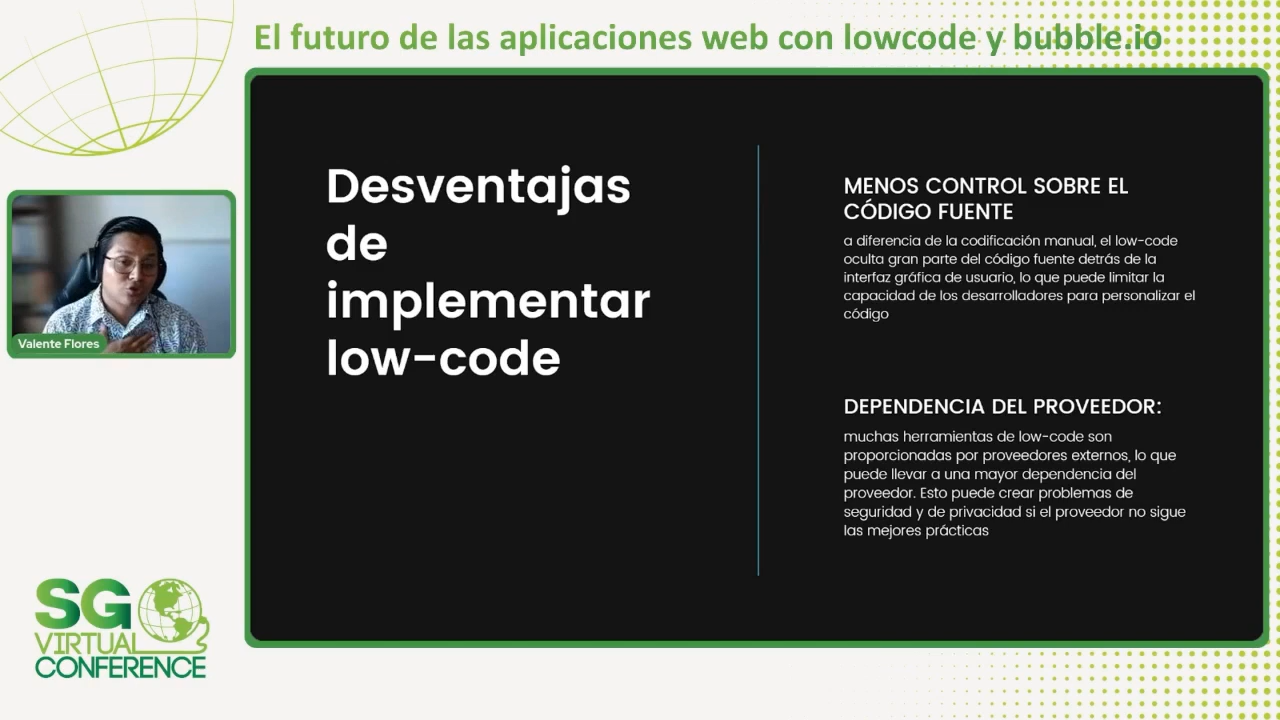 El futuro de las aplicaciones web con lowcode y bubble.io
Desventajas
de
implementar
low-code
MENOS CONTROL SOBRE EL
CÓDIGO FUENTE
a diferencia de la codificación manual, el low-code
oculta gran parte del código fuente detrás de la
interfaz gráfica de usuario, lo que puede limitar la
capacidad de los desarrolladores para personalizar el
código
DEPENDENCIA DEL PROVEEDOR:
muchas herramientas de low-code son
proporcionadas por proveedores externos, lo que
puede llevar a una mayor dependencia del
proveedor. Esto puede crear problemas de
seguridad y de privacidad si el proveedor no sigue
las mejores prácticas
Valente Flores
SG
VIRTUAL
CONFERENCE